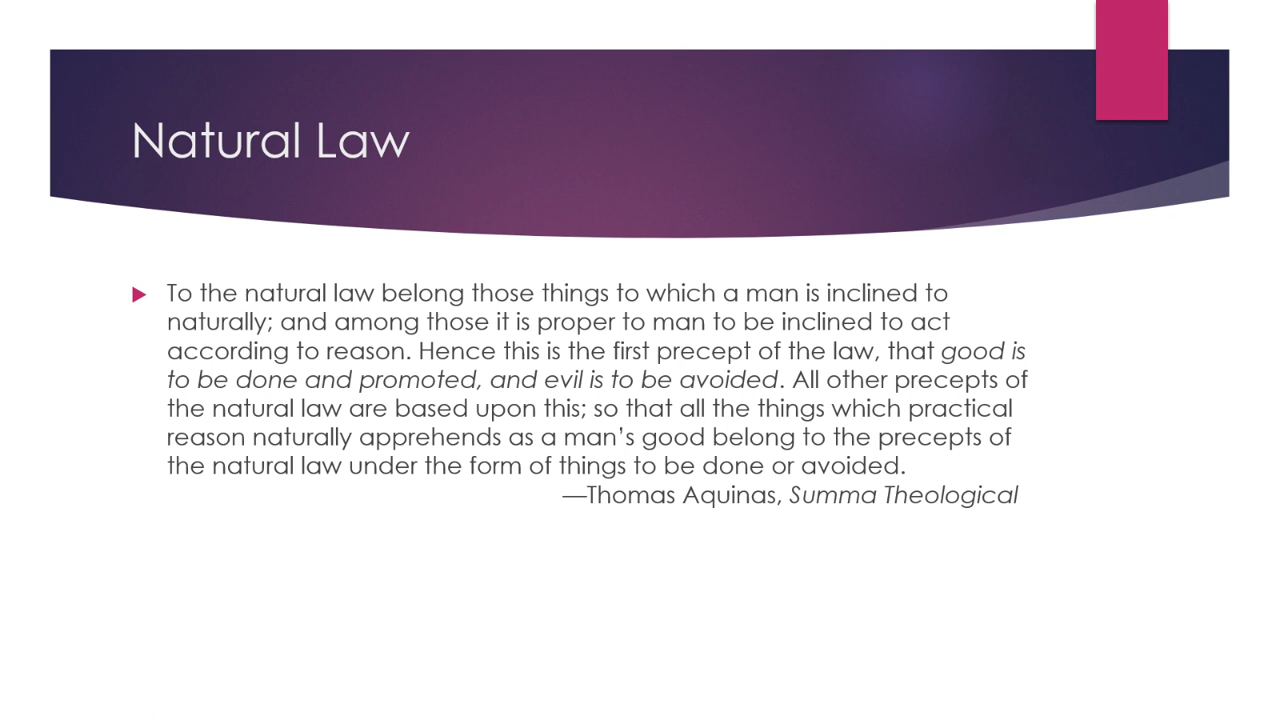 Natural Law
To the natural law belong those things to which a man is inclined to
naturally; and among those it is proper to man to be inclined to act
according to reason. Hence this is the first precept of the law, that good is
to be done and promoted, and evil is to be avoided. All other precepts of
the natural law are based upon this; so that all the things which practical
reason naturally apprehends as a man’s good belong to the precepts of
the natural law under the form of things to be done or avoided.
—Thomas Aquinas, Summa Theological